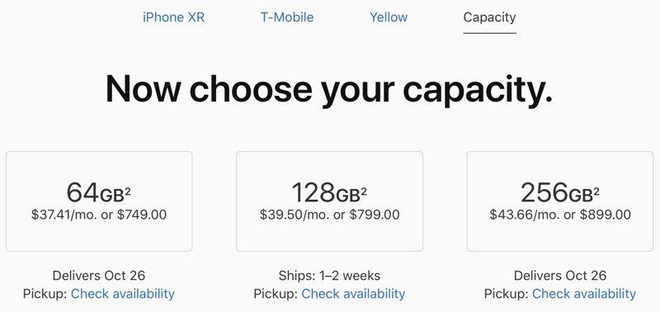 iPhone XR T-Mobile Yellow Capacity
Now choose your capacity.
64GB²
$37.41/mo. or $749.00
Delivers Oct 26
Pickup: Check availability
128GB²
$39.50/mo. or $799.00
Ships: 1–2 weeks
Pickup: Check availability
256GB²
$43.66/mo. or $899.00
Delivers Oct 26
Pickup: Check availability